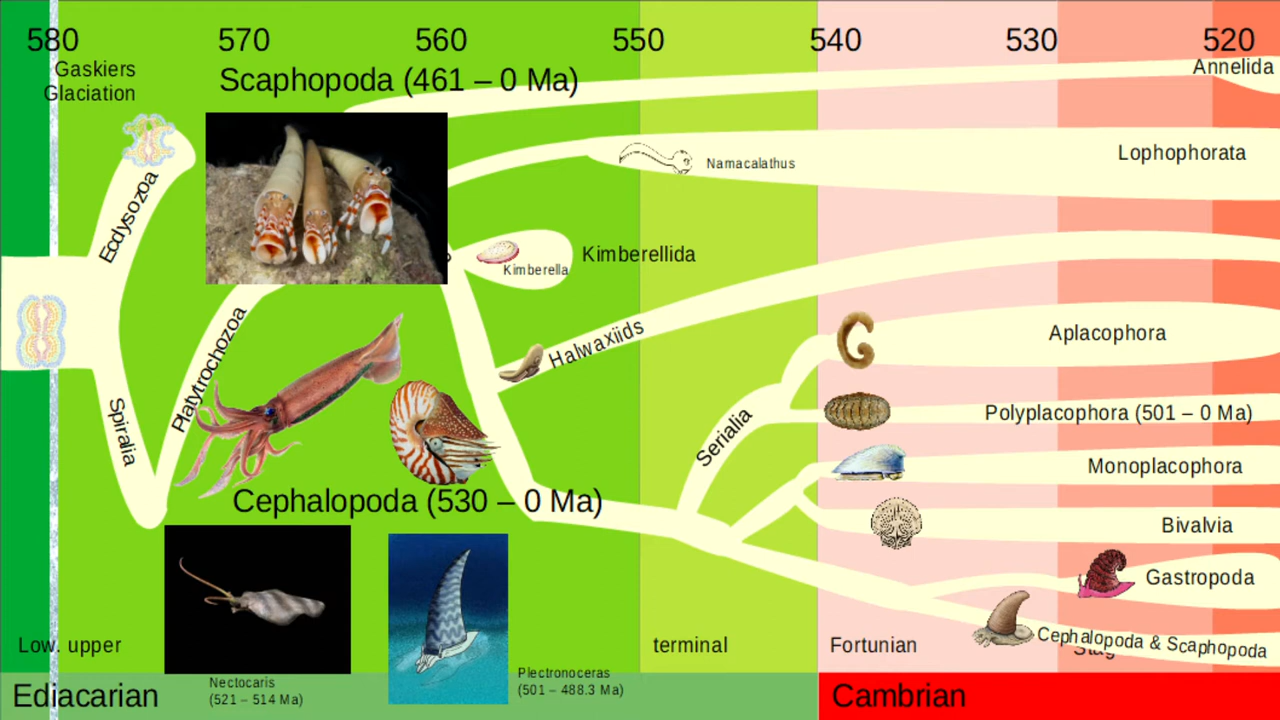 580 570 560 550 540 530 520
Gaskiers
Glaciation
Scaphopoda (461 – 0 Ma)
Annelida
Lophophorata
Namacalathus
Ecdysozoa
Kimberellida
Kimberella
Platytrochozoa
Halwaxiids
Aplacophora
Spiralia
Serialia
Polyplacophora (501 – 0 Ma)
Monoplacophora
Cephalopoda (530 – 0 Ma)
Bivalvia
Gastropoda
Cephalopoda & Scaphopoda
Low. upper
terminal
Fortunian
Nectocaris
(521 – 514 Ma)
Plectronoceras
(501 – 488.3 Ma)
Ediacarian
Cambrian